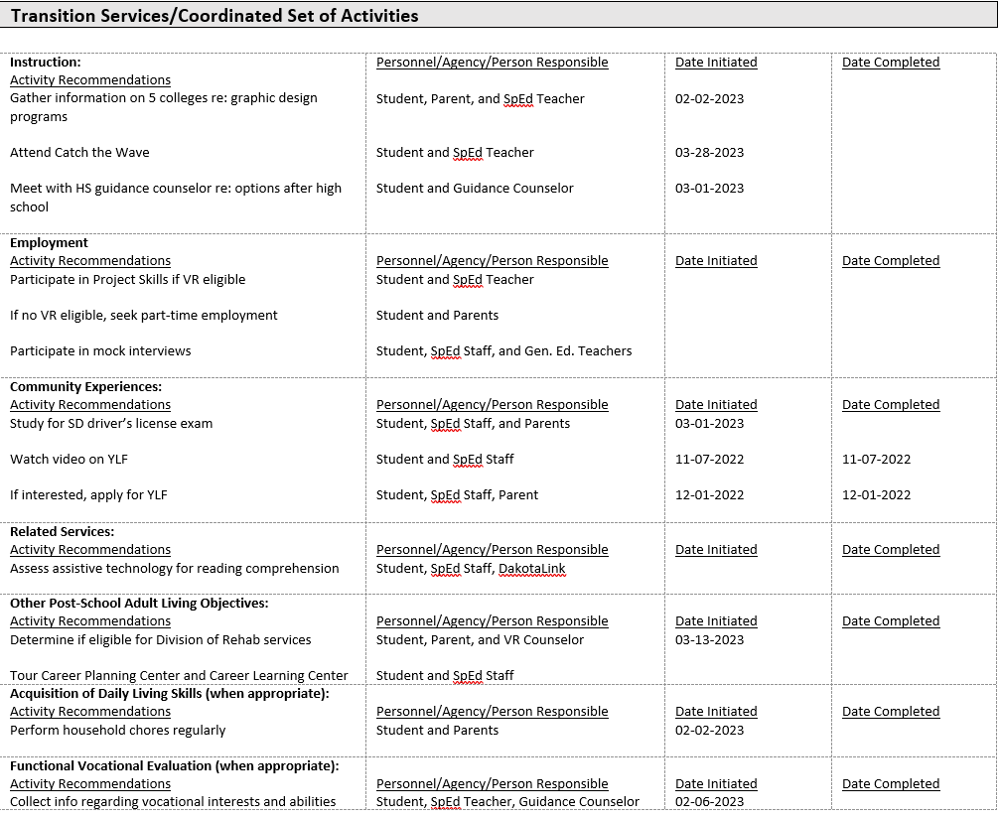 Transition Services/Coordinated Set of Activities
Instruction: Personnel/Agency/Person Responsible Date Initiated Date Completed
Activity Recommendations
Gather information on 5 colleges re: graphic design Student, Parent, and SpEd Teacher 02-02-2023
programs
Attend Catch the Wave Student and SpEd Teacher 03-28-2023
Meet with HS guidance counselor re: options after high Student and Guidance Counselor 03-01-2023
school
Employment
Activity Recommendations Personnel/Agency/Person Responsible Date Initiated Date Completed
Participate in Project Skills if VR eligible Student and SpEd Teacher
If no VR eligible, seek part-time employment Student and Parents
Participate in mock interviews Student, SpEd Staff, and Gen. Ed. Teachers
Community Experiences:
Activity Recommendations Personnel/Agency/Person Responsible Date Initiated Date Completed
Study for SD driver’s license exam Student, SpEd Staff, and Parents 03-01-2023
Watch video on YLF Student and SpEd Staff 11-07-2022 11-07-2022
If interested, apply for YLF Student, SpEd Staff, Parent 12-01-2022 12-01-2022
Related Services:
Activity Recommendations Personnel/Agency/Person Responsible Date Initiated Date Completed
Assess assistive technology for reading comprehension Student, SpEd Staff, DakotaLink
Other Post-School Adult Living Objectives:
Activity Recommendations Personnel/Agency/Person Responsible Date Initiated Date Completed
Determine if eligible for Division of Rehab services Student, Parent, and VR Counselor 03-13-2023
Tour Career Planning Center and Career Learning Center Student and SpEd Staff
Acquisition of Daily Living Skills (when appropriate):
Activity Recommendations Personnel/Agency/Person Responsible Date Initiated Date Completed
Perform household chores regularly Student and Parents 02-02-2023
Functional Vocational Evaluation (when appropriate):
Activity Recommendations Personnel/Agency/Person Responsible Date Initiated Date Completed
Collect info regarding vocational interests and abilities Student, SpEd Teacher, Guidance Counselor 02-06-2023